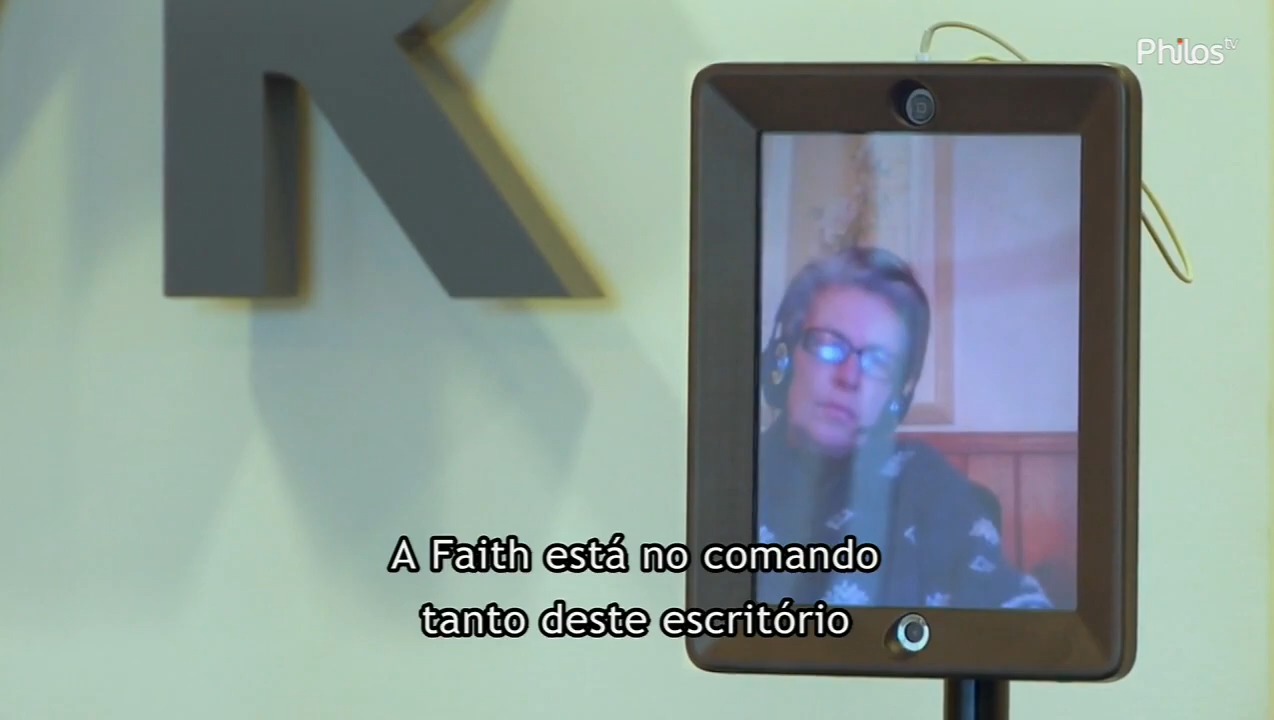 R
Philos tv
A Faith está no comando
tanto deste escritório